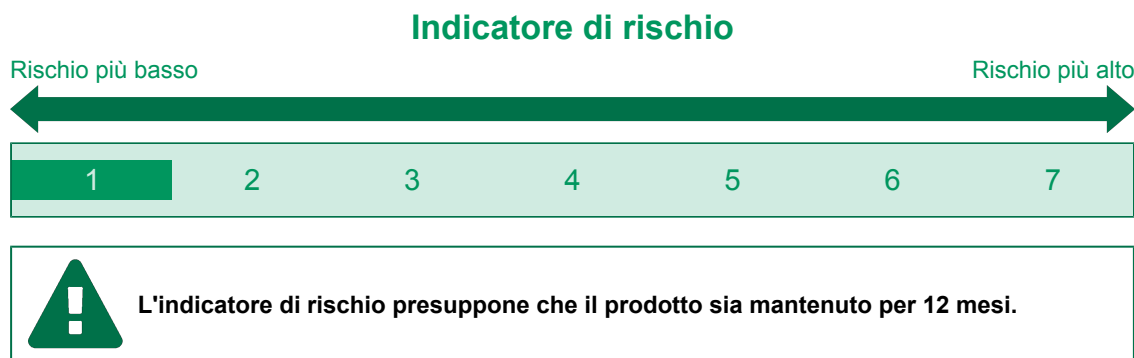 Indicatore di rischio
Rischio più basso
Rischio più alto
1 2 3 4 5 6 7
L'indicatore di rischio presuppone che il prodotto sia mantenuto per 12 mesi.